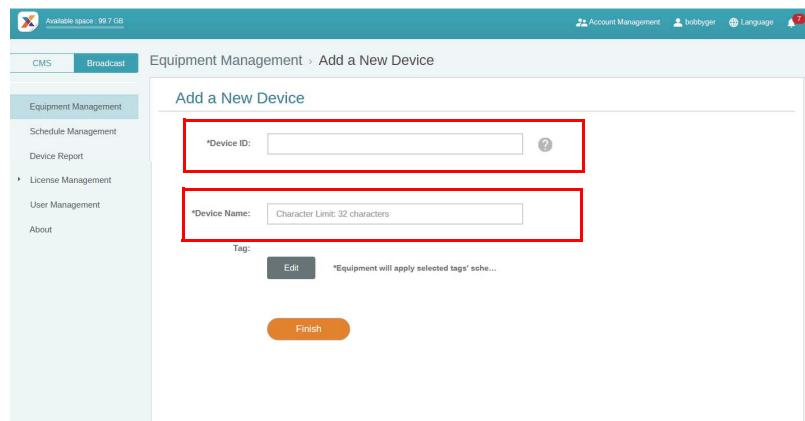 Available space : 99.7 GB
Account Management
bobbyger
Language
7
CMS
Broadcast
Equipment Management › Add a New Device
Equipment Management
Schedule Management
Device Report
License Management
User Management
About
Add a New Device
*Device ID:
?
*Device Name:
Character Limit: 32 characters
Tag:
Edit
*Equipment will apply selected tags' sche...
Finish